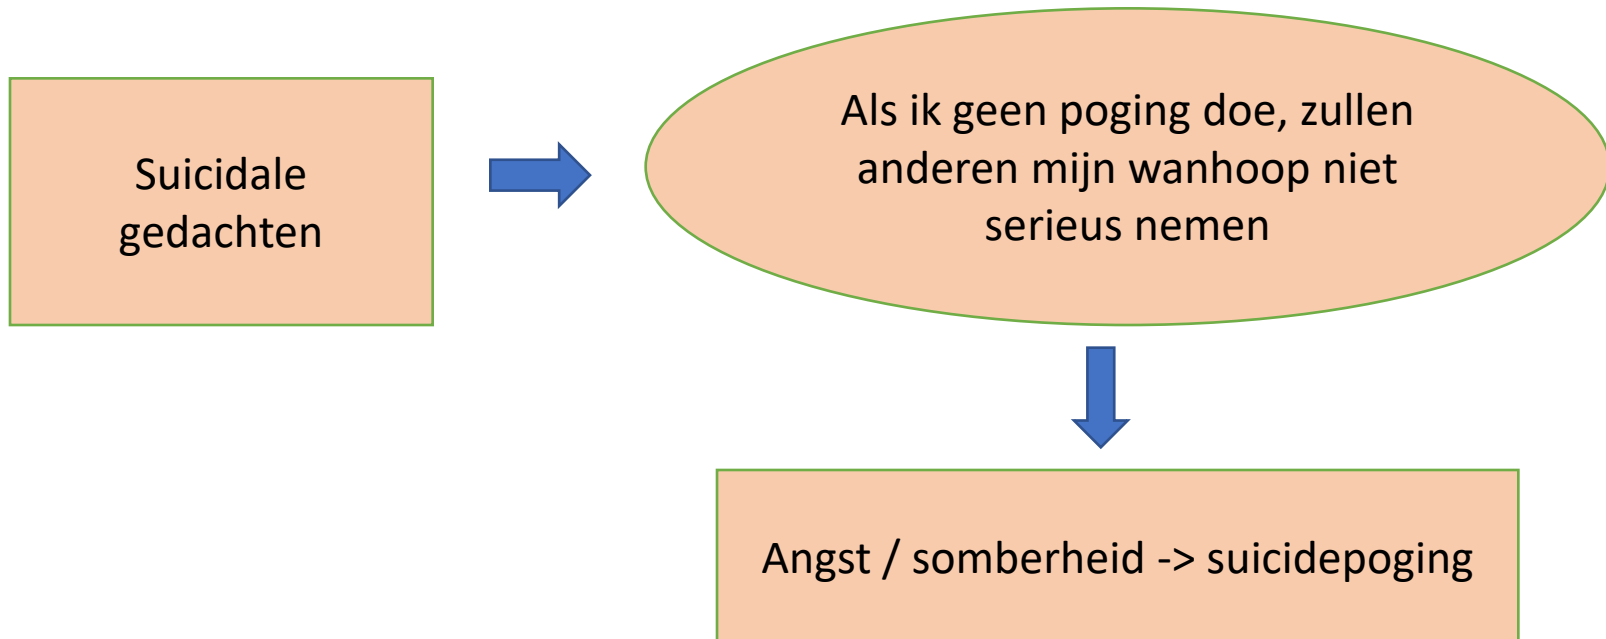 Suicidale
gedachten
Als ik geen poging doe, zullen
anderen mijn wanhoop niet
serieus nemen
Angst / somberheid -> suicidepoging